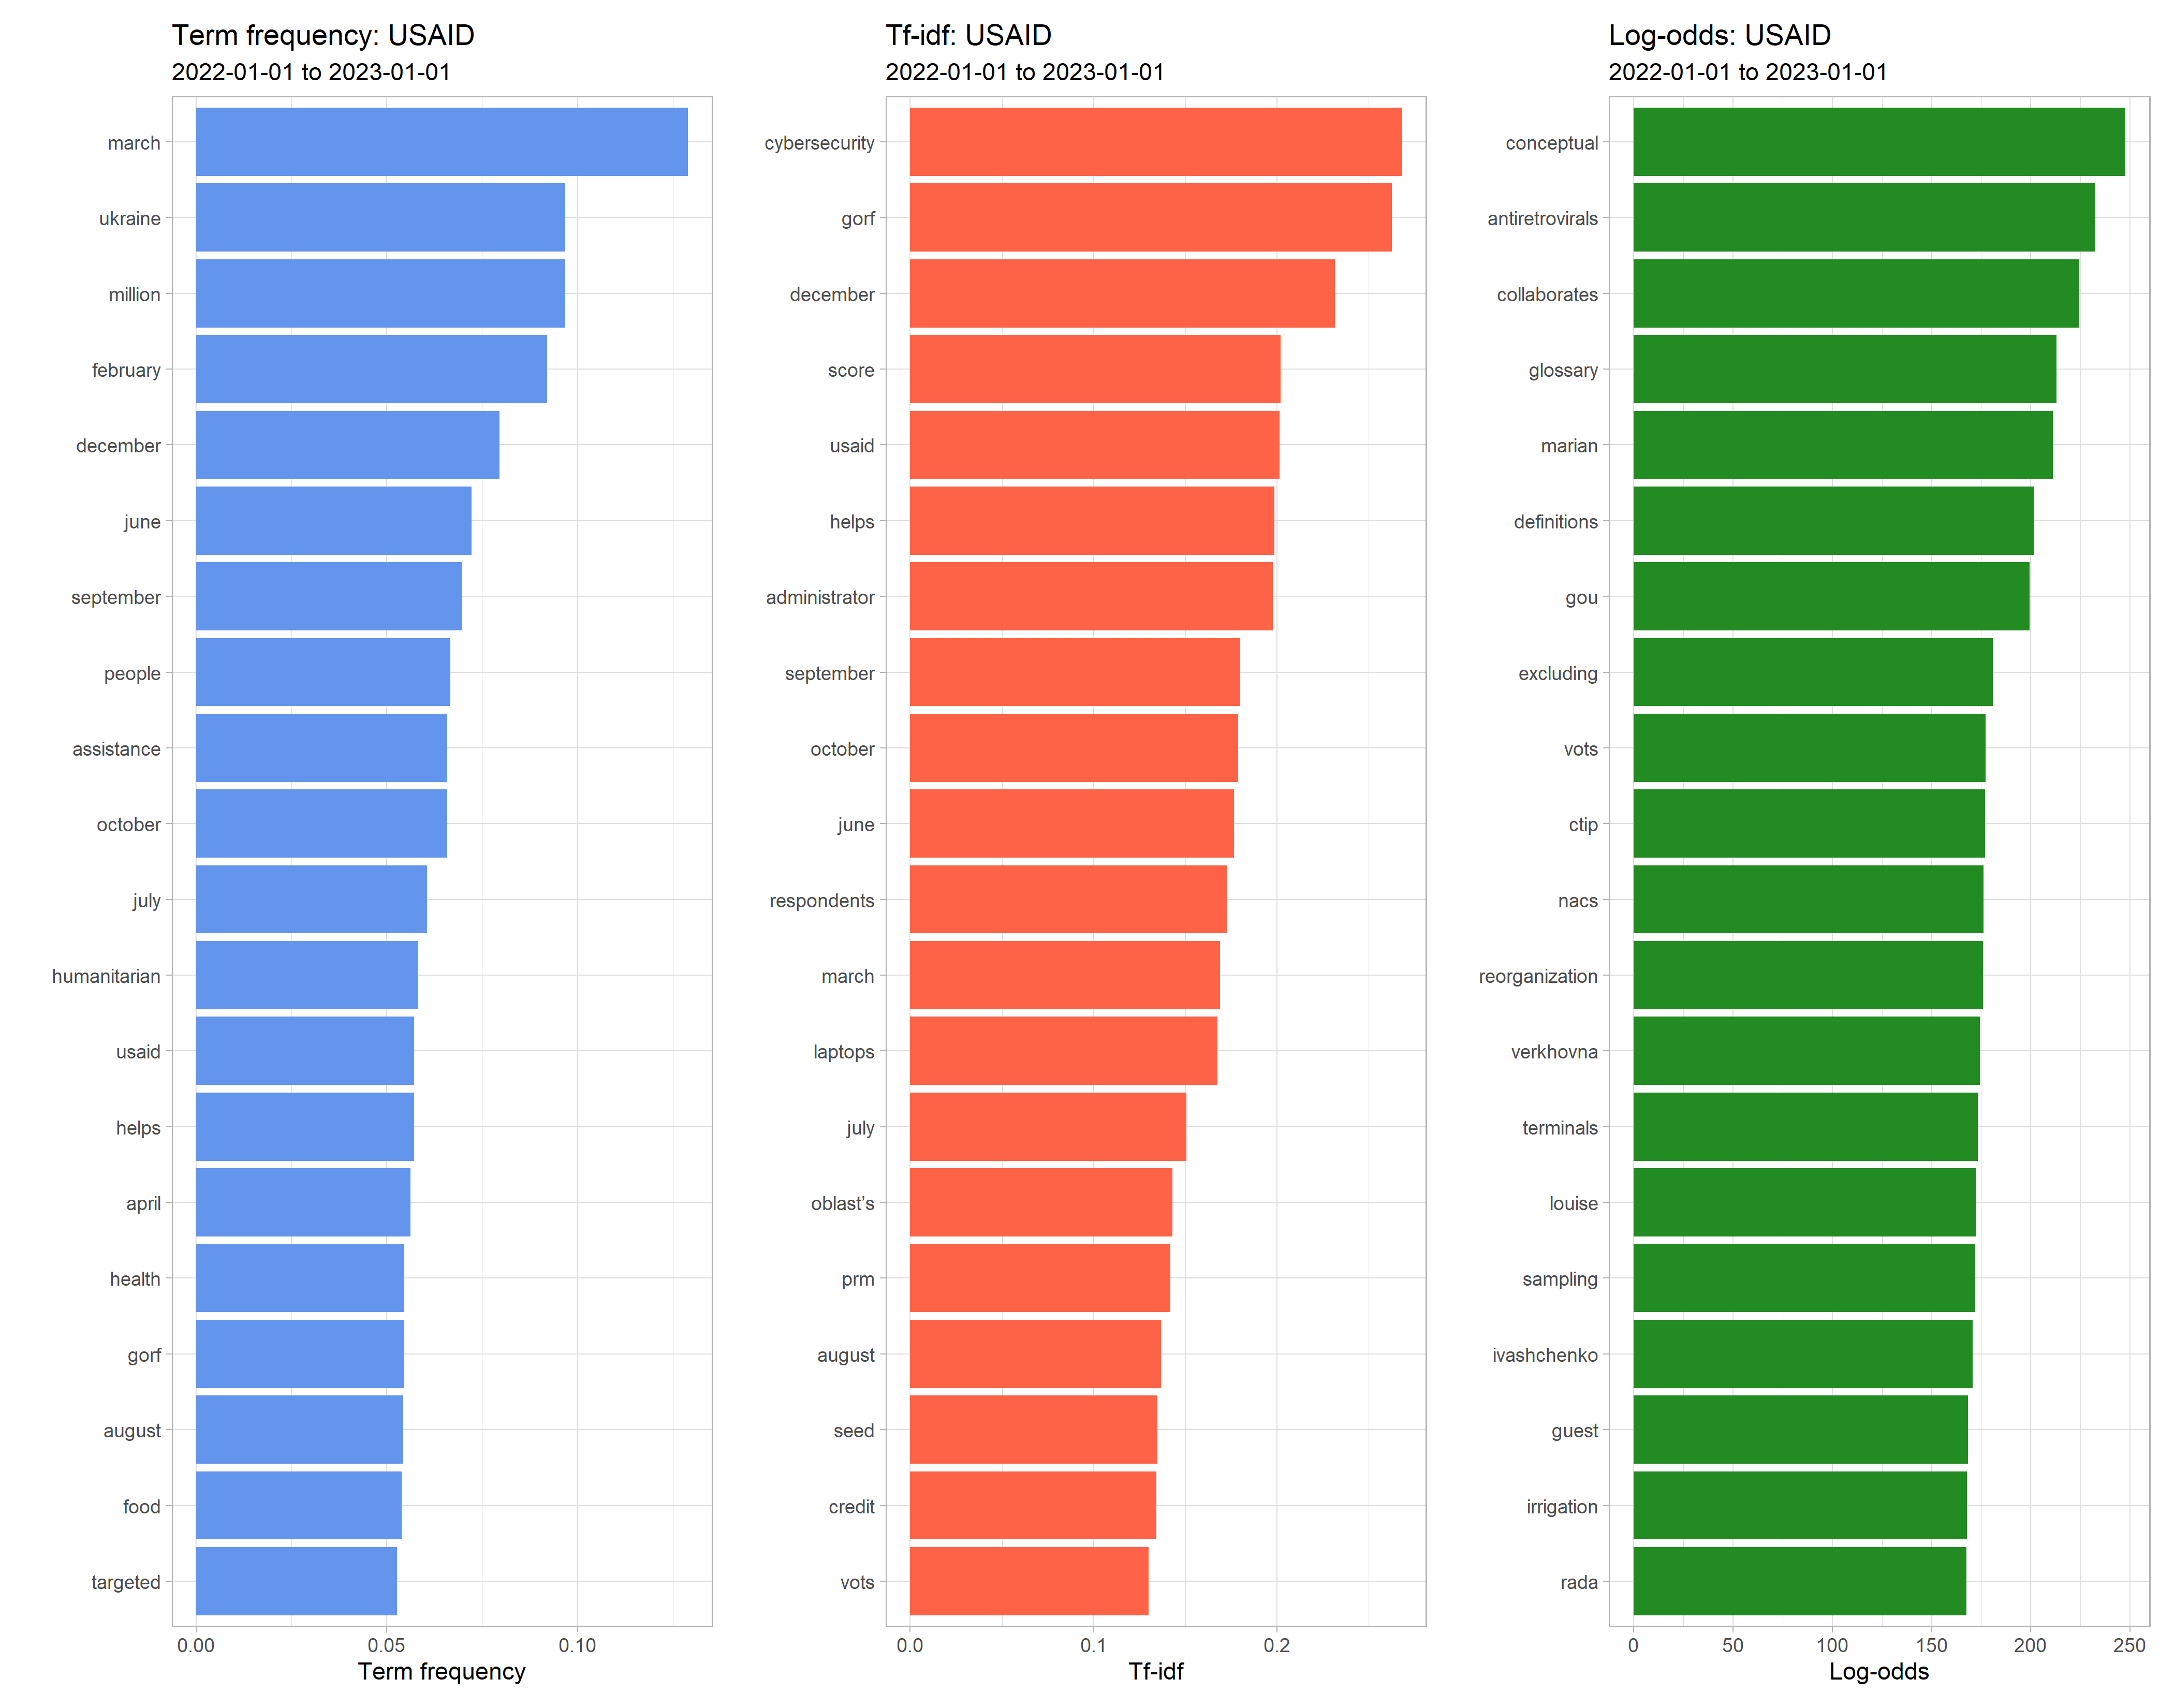 Term frequency: USAID
2022-01-01 to 2023-01-01
march
ukraine
million
february
december
june
september
people
assistance
october
july
humanitarian
usaid
helps
april
health
gorf
august
food
targeted
0.00 0.05 0.10
Term frequency
Tf-idf: USAID
2022-01-01 to 2023-01-01
cybersecurity
gorf
december
score
usaid
helps
administrator
september
october
june
respondents
march
laptops
july
oblast’s
prm
august
seed
credit
vots
0.0 0.1 0.2
Tf-idf
Log-odds: USAID
2022-01-01 to 2023-01-01
conceptual
antiretrovirals
collaborates
glossary
marian
definitions
gou
excluding
vots
ctip
nacs
reorganization
verkhovna
terminals
louise
sampling
ivashchenko
guest
irrigation
rada
0 50 100 150 200 250
Log-odds